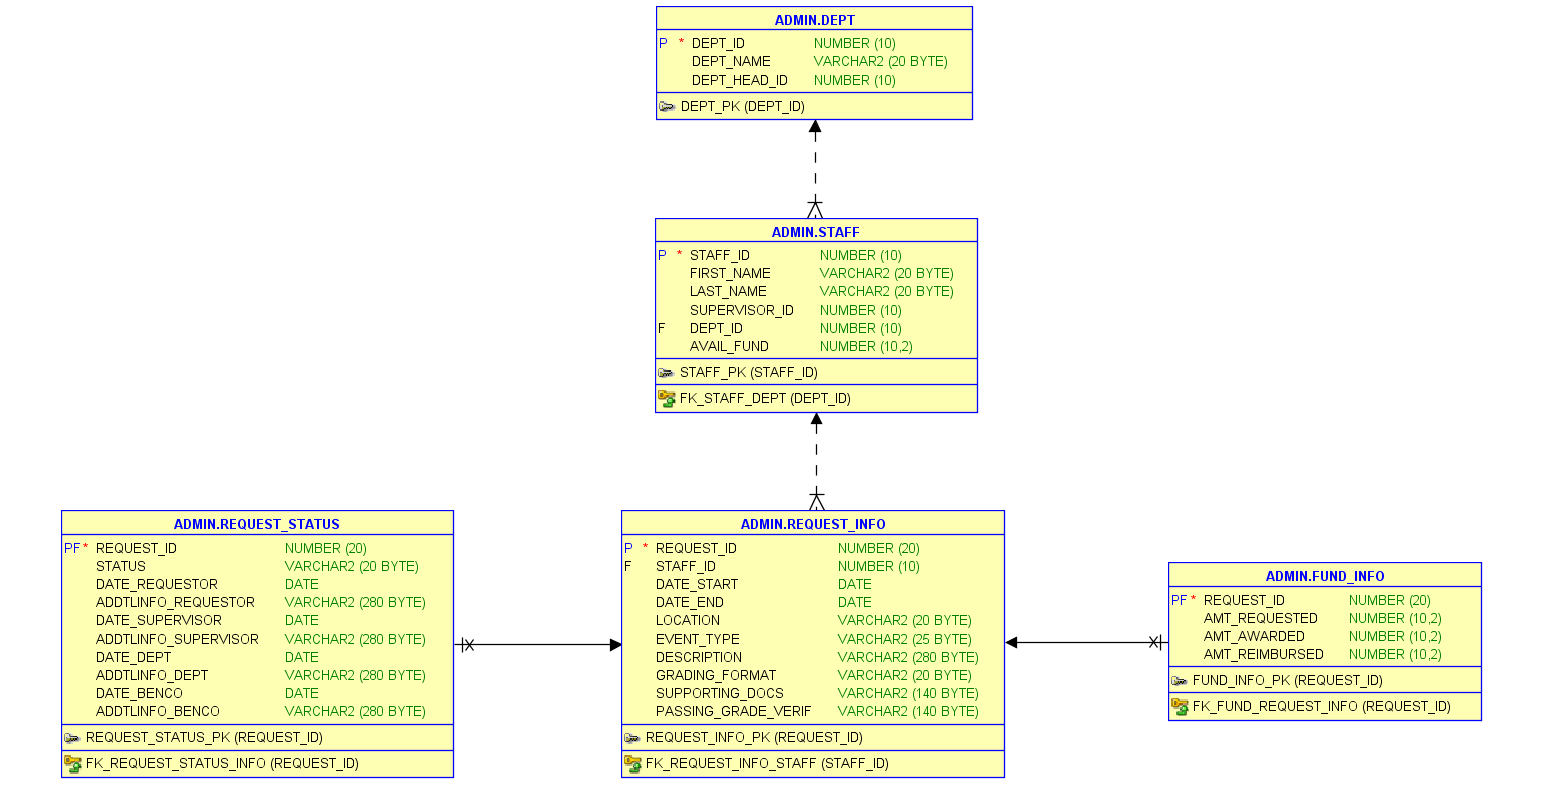 ADMIN.DEPT
P * DEPT_ID NUMBER (10)
DEPT_NAME VARCHAR2 (20 BYTE)
DEPT_HEAD_ID NUMBER (10)
DEPT_PK (DEPT_ID)
ADMIN.STAFF
P * STAFF_ID NUMBER (10)
FIRST_NAME VARCHAR2 (20 BYTE)
LAST_NAME VARCHAR2 (20 BYTE)
SUPERVISOR_ID NUMBER (10)
F DEPT_ID NUMBER (10)
AVAIL_FUND NUMBER (10,2)
STAFF_PK (STAFF_ID)
FK_STAFF_DEPT (DEPT_ID)
ADMIN.REQUEST_STATUS
PF * REQUEST_ID NUMBER (20)
STATUS VARCHAR2 (20 BYTE)
DATE_REQUESTOR DATE
ADDTLINFO_REQUESTOR VARCHAR2 (280 BYTE)
DATE_SUPERVISOR DATE
ADDTLINFO_SUPERVISOR VARCHAR2 (280 BYTE)
DATE_DEPT DATE
ADDTLINFO_DEPT VARCHAR2 (280 BYTE)
DATE_BENCO DATE
ADDTLINFO_BENCO VARCHAR2 (280 BYTE)
REQUEST_STATUS_PK (REQUEST_ID)
FK_REQUEST_STATUS_INFO (REQUEST_ID)
ADMIN.REQUEST_INFO
P * REQUEST_ID NUMBER (20)
F STAFF_ID NUMBER (10)
DATE_START DATE
DATE_END DATE
LOCATION VARCHAR2 (20 BYTE)
EVENT_TYPE VARCHAR2 (25 BYTE)
DESCRIPTION VARCHAR2 (280 BYTE)
GRADING_FORMAT VARCHAR2 (20 BYTE)
SUPPORTING_DOCS VARCHAR2 (140 BYTE)
PASSING_GRADE_VERIF VARCHAR2 (140 BYTE)
REQUEST_INFO_PK (REQUEST_ID)
FK_REQUEST_INFO_STAFF (STAFF_ID)
ADMIN.FUND_INFO
PF * REQUEST_ID NUMBER (20)
AMT_REQUESTED NUMBER (10,2)
AMT_AWARDED NUMBER (10,2)
AMT_REIMBURSED NUMBER (10,2)
FUND_INFO_PK (REQUEST_ID)
FK_FUND_REQUEST_INFO (REQUEST_ID)